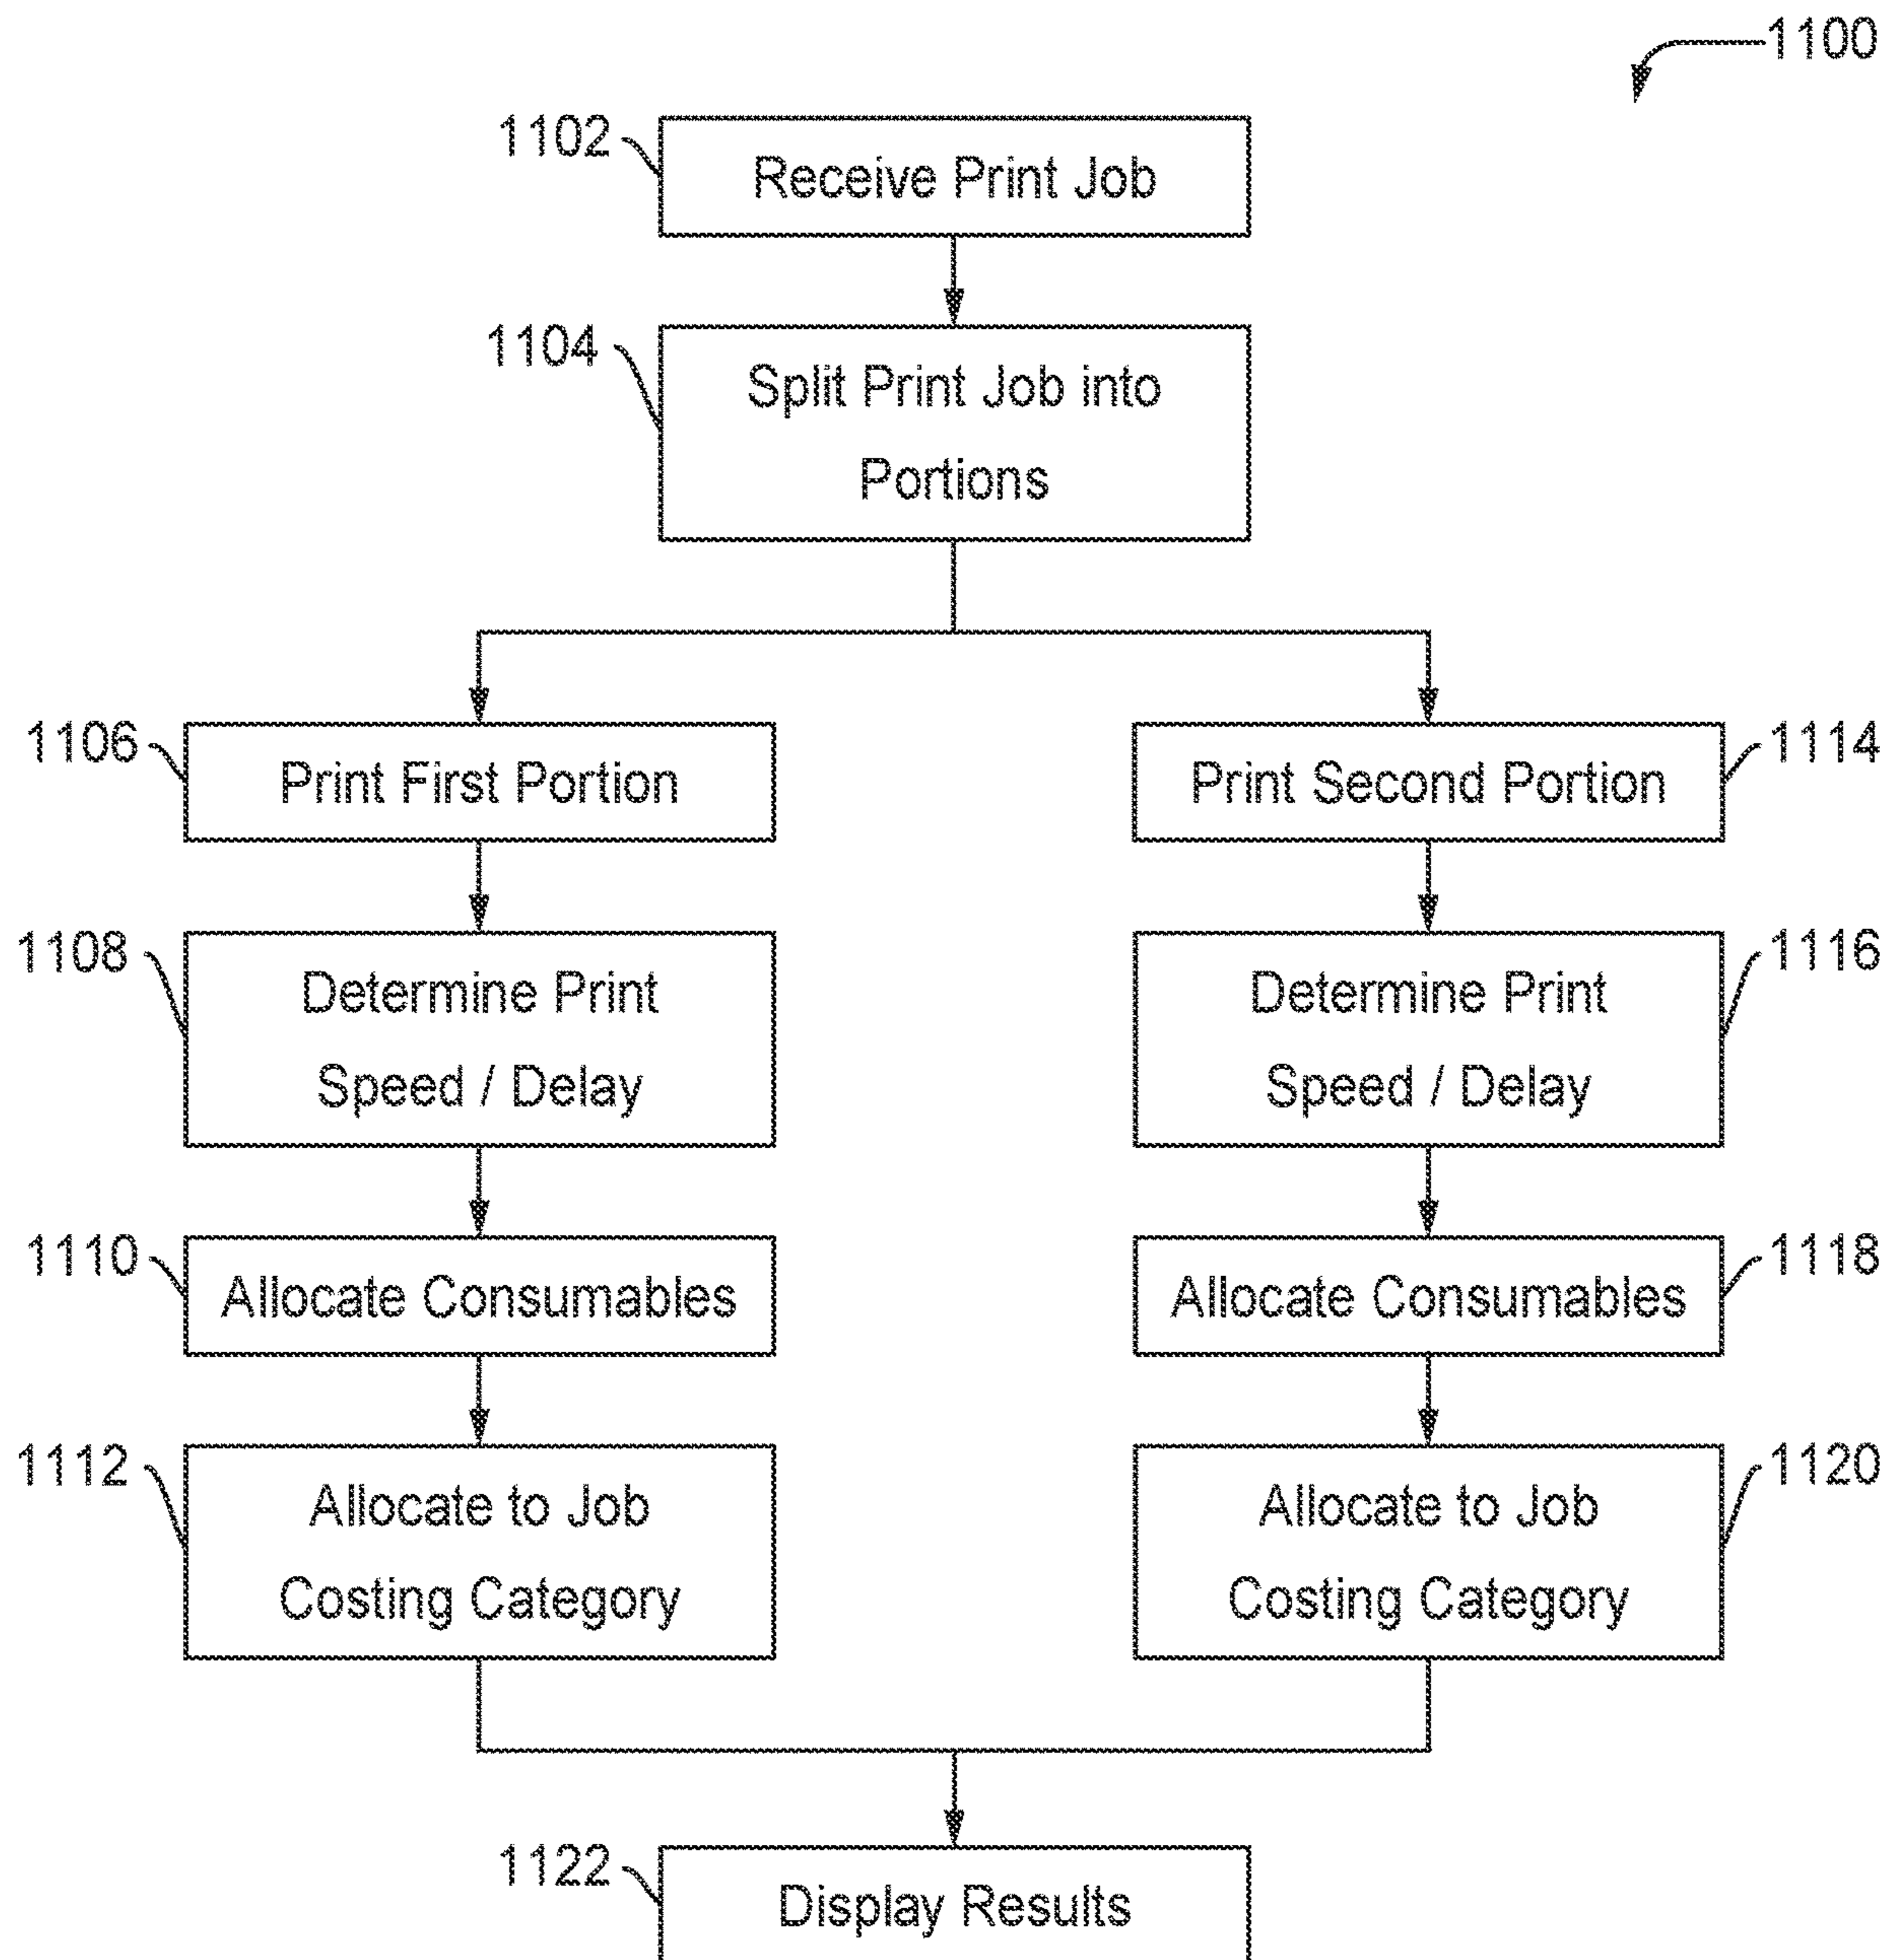 1100
1102
Receive Print Job
1104
Split Print Job into
Portions
1106
Print First Portion
1114
Print Second Portion
1108
Determine Print
Speed / Delay
1116
Determine Print
Speed / Delay
1110
Allocate Consumables
1118
Allocate Consumables
1112
Allocate to Job
Costing Category
1120
Allocate to Job
Costing Category
1122
Display Results